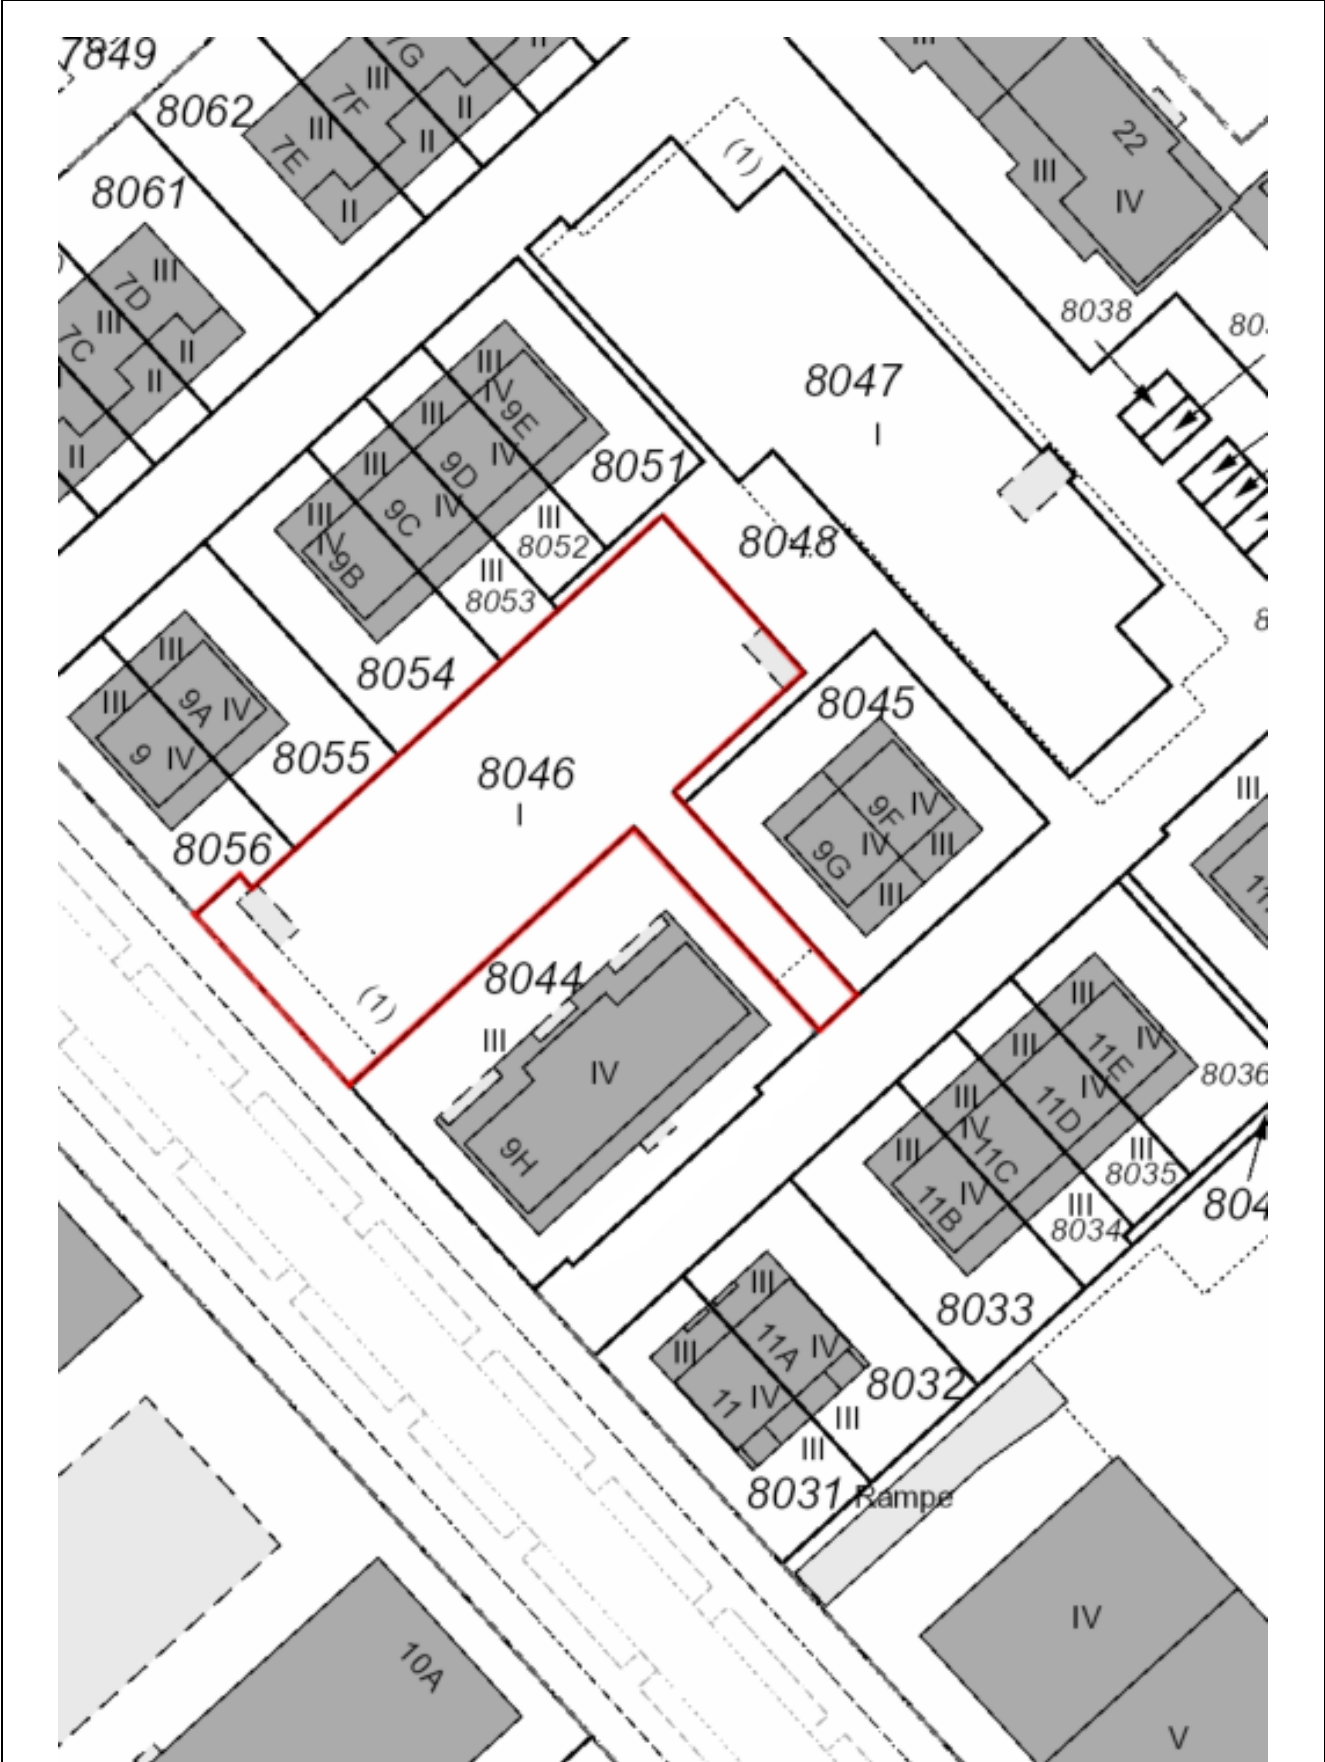 7849
8062
7G
III
II
7F
III
II
7E
III
II
II
8061
III
7D
II
7C
III
II
II
(1)
III
22
III
IV
8038
8047
I
III
IV
9E
III
IV
9D
III
IV
9C
III
IV
9B
8051
III
8052
III
8053
8048
8054
III
9A
IV
III
9
IV
8055
8056
8046
I
8045
9F
IV
III
9G
IV
III
(1)
8044
III
IV
9H
III
III
11E
IV
III
11D
IV
III
11C
IV
III
11B
IV
8036
III
8035
III
8034
8033
III
11A
IV
III
11
IV
8032
III
III
8031
Rampe
IV
V
10A